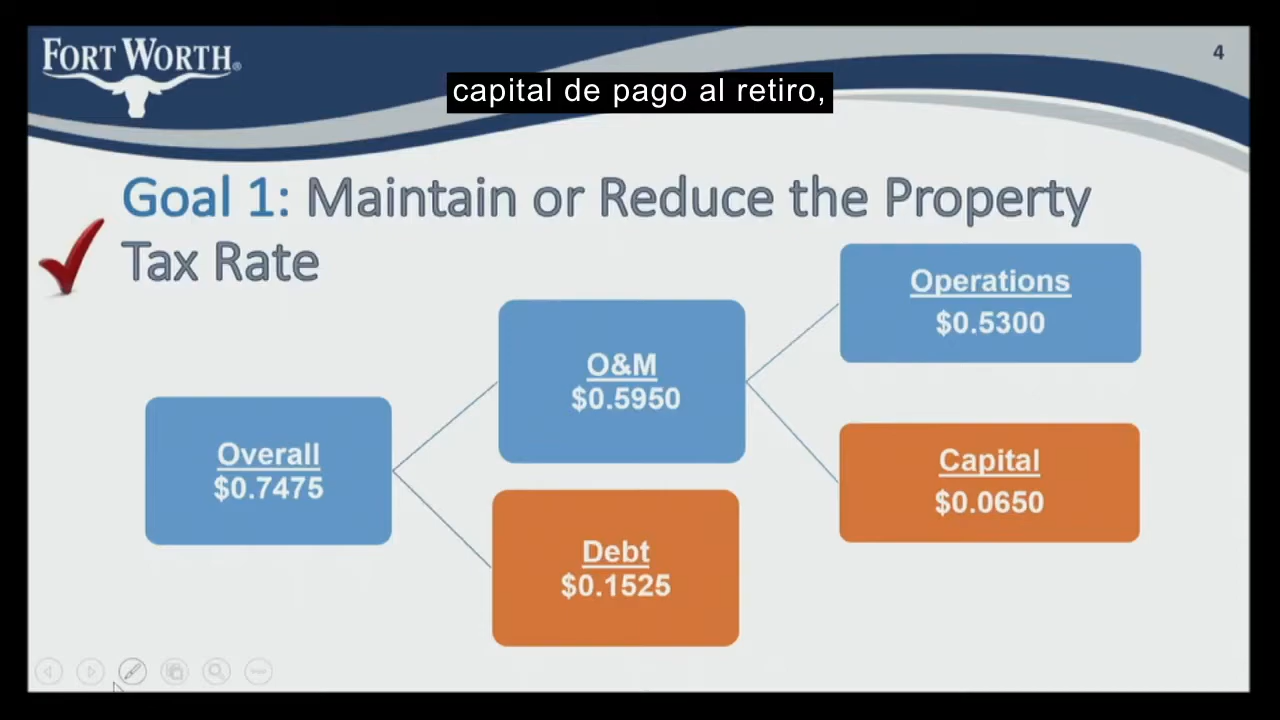 FORT WORTH®
4
capital de pago al retiro,
Goal 1: Maintain or Reduce the Property
Tax Rate
Overall
$0.7475
O&M
$0.5950
Debt
$0.1525
Operations
$0.5300
Capital
$0.0650